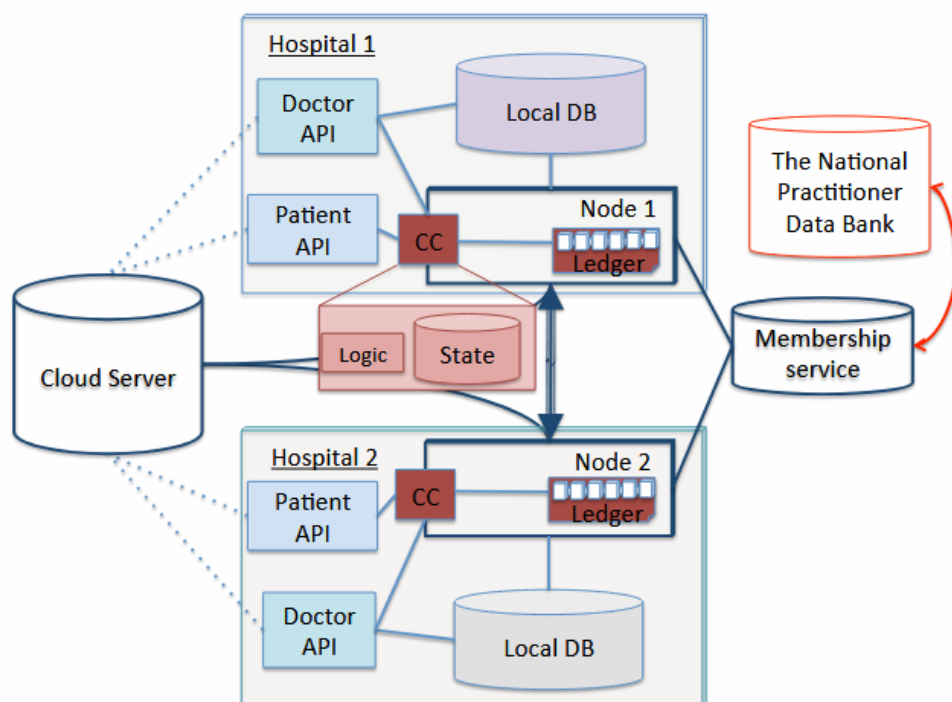 Hospital 1
Doctor
API
Local DB
Patient
API
CC
Node 1
Ledger
The National
Practitioner
Data Bank
Logic
State
Cloud Server
Membership
service
Hospital 2
Patient
API
CC
Node 2
Ledger
Doctor
API
Local DB